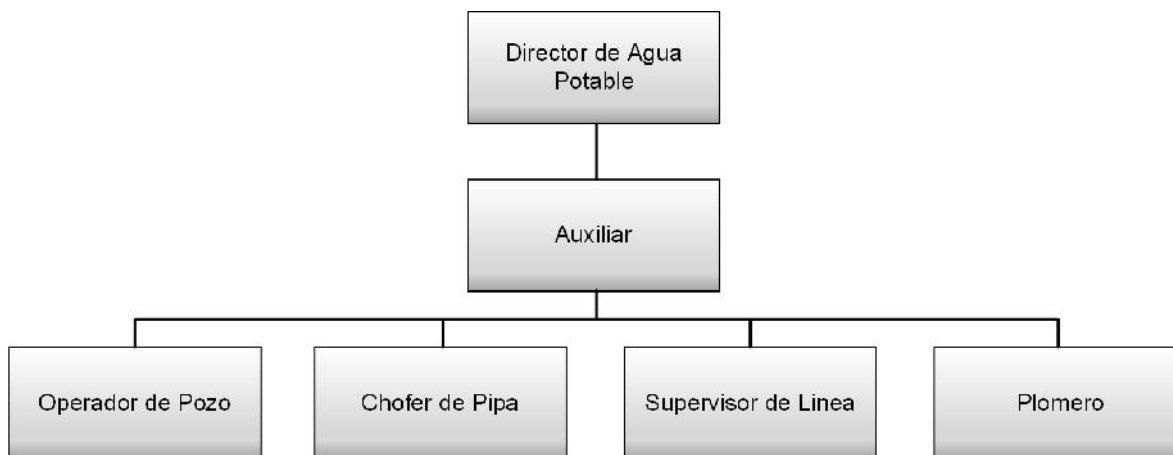 Director de Agua
Potable
Auxiliar
Operador de Pozo
Chofer de Pipa
Supervisor de Linea
Plomero